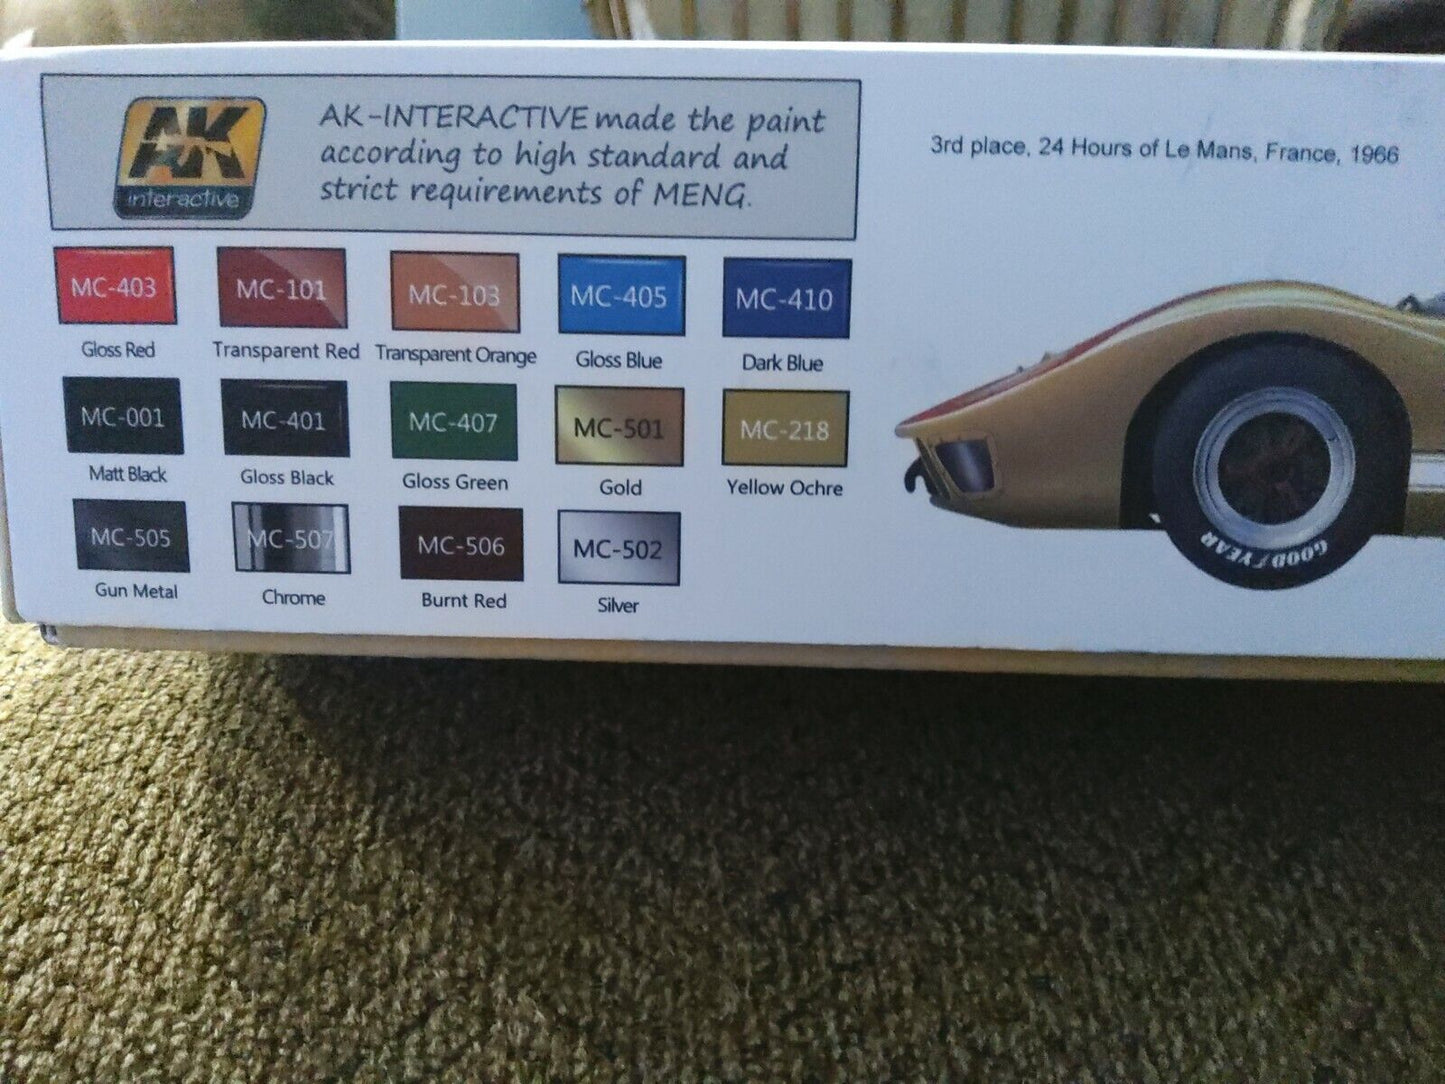 AK
interactive
AK-INTERACTIVE made the paint
according to high standard and
strict requirements of MENG.
3rd place, 24 Hours of Le Mans, France, 1966
MC-403 MC-101 MC-103 MC-405 MC-410
Gloss Red Transparent Red Transparent Orange Gloss Blue Dark Blue
MC-001 MC-401 MC-407 MC-501 MC-218
Matt Black Gloss Black Gloss Green Gold Yellow Ochre
MC-505 MC-507 MC-506 MC-502
Gun Metal Chrome Burnt Red Silver
GOODYEAR